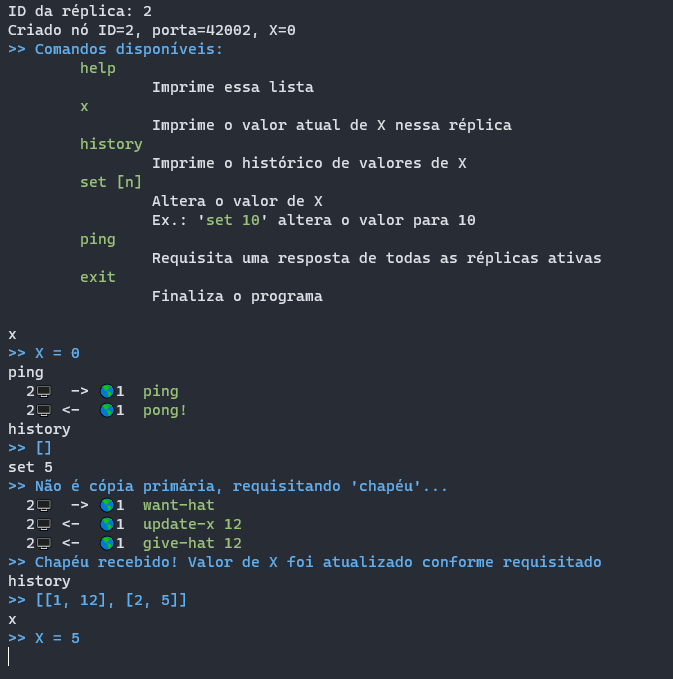 ID da réplica: 2
Criado nó ID=2, porta=42002, X=0
>> Comandos disponíveis:
help
Imprime essa lista
x
Imprime o valor atual de X nessa réplica
history
Imprime o histórico de valores de X
set [n]
Altera o valor de X
Ex.: 'set 10' altera o valor para 10
ping
Requisita uma resposta de todas as réplicas ativas
exit
Finaliza o programa
x
>> X = 0
ping
2🖥 -> 🌎1 ping
2🖥 <- 🌎1 pong!
history
>> []
set 5
>> Não é cópia primária, requisitando 'chapéu'...
2🖥 -> 🌎1 want-hat
2🖥 <- 🌎1 update-x 12
2🖥 <- 🌎1 give-hat 12
>> Chapéu recebido! Valor de X foi atualizado conforme requisitado
history
>> [[1, 12], [2, 5]]
x
>> X = 5